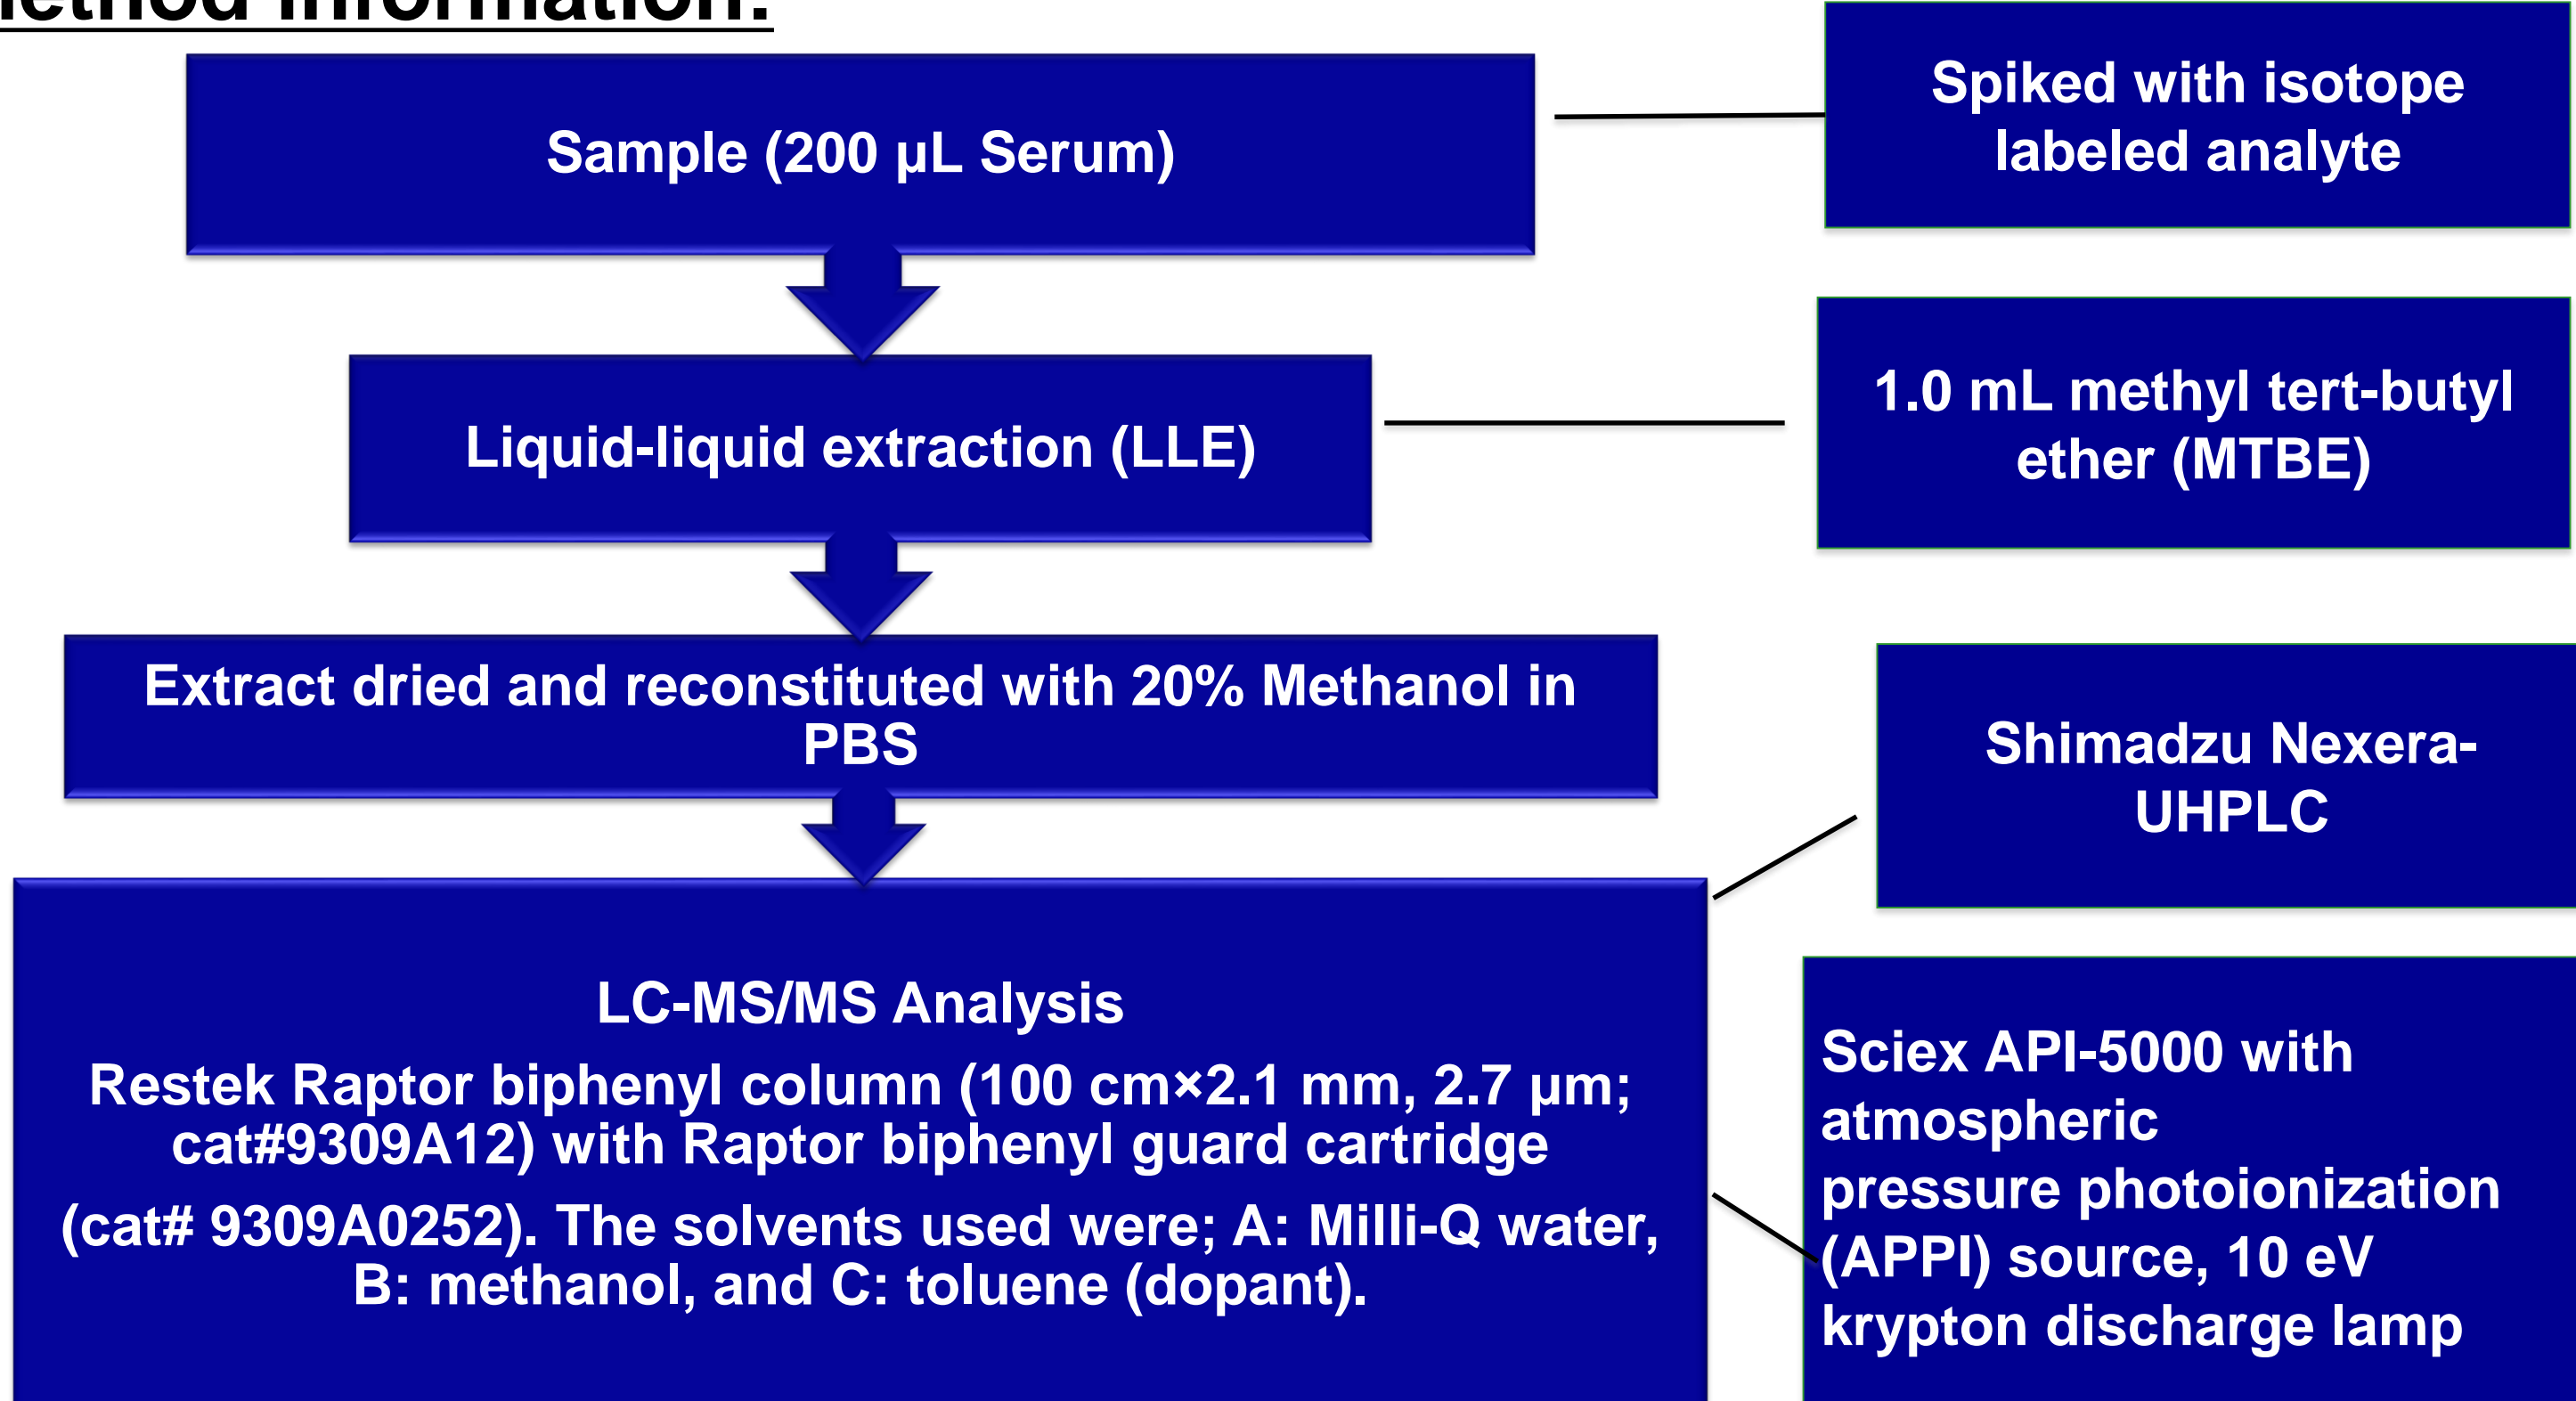 information:
Sample (200 µL Serum)
Spiked with isotope
labeled analyte
Liquid-liquid extraction (LLE)
1.0 mL methyl tert-butyl
ether (MTBE)
Extract dried and reconstituted with 20% Methanol in
PBS
Shimadzu Nexera-
UHPLC
LC-MS/MS Analysis
Restek Raptor biphenyl column (100 cm×2.1 mm, 2.7 µm;
cat#9309A12) with Raptor biphenyl guard cartridge
(cat# 9309A0252). The solvents used were; A: Milli-Q water,
B: methanol, and C: toluene (dopant).
Sciex API-5000 with
atmospheric
pressure photoionization
(APPI) source, 10 eV
krypton discharge lamp